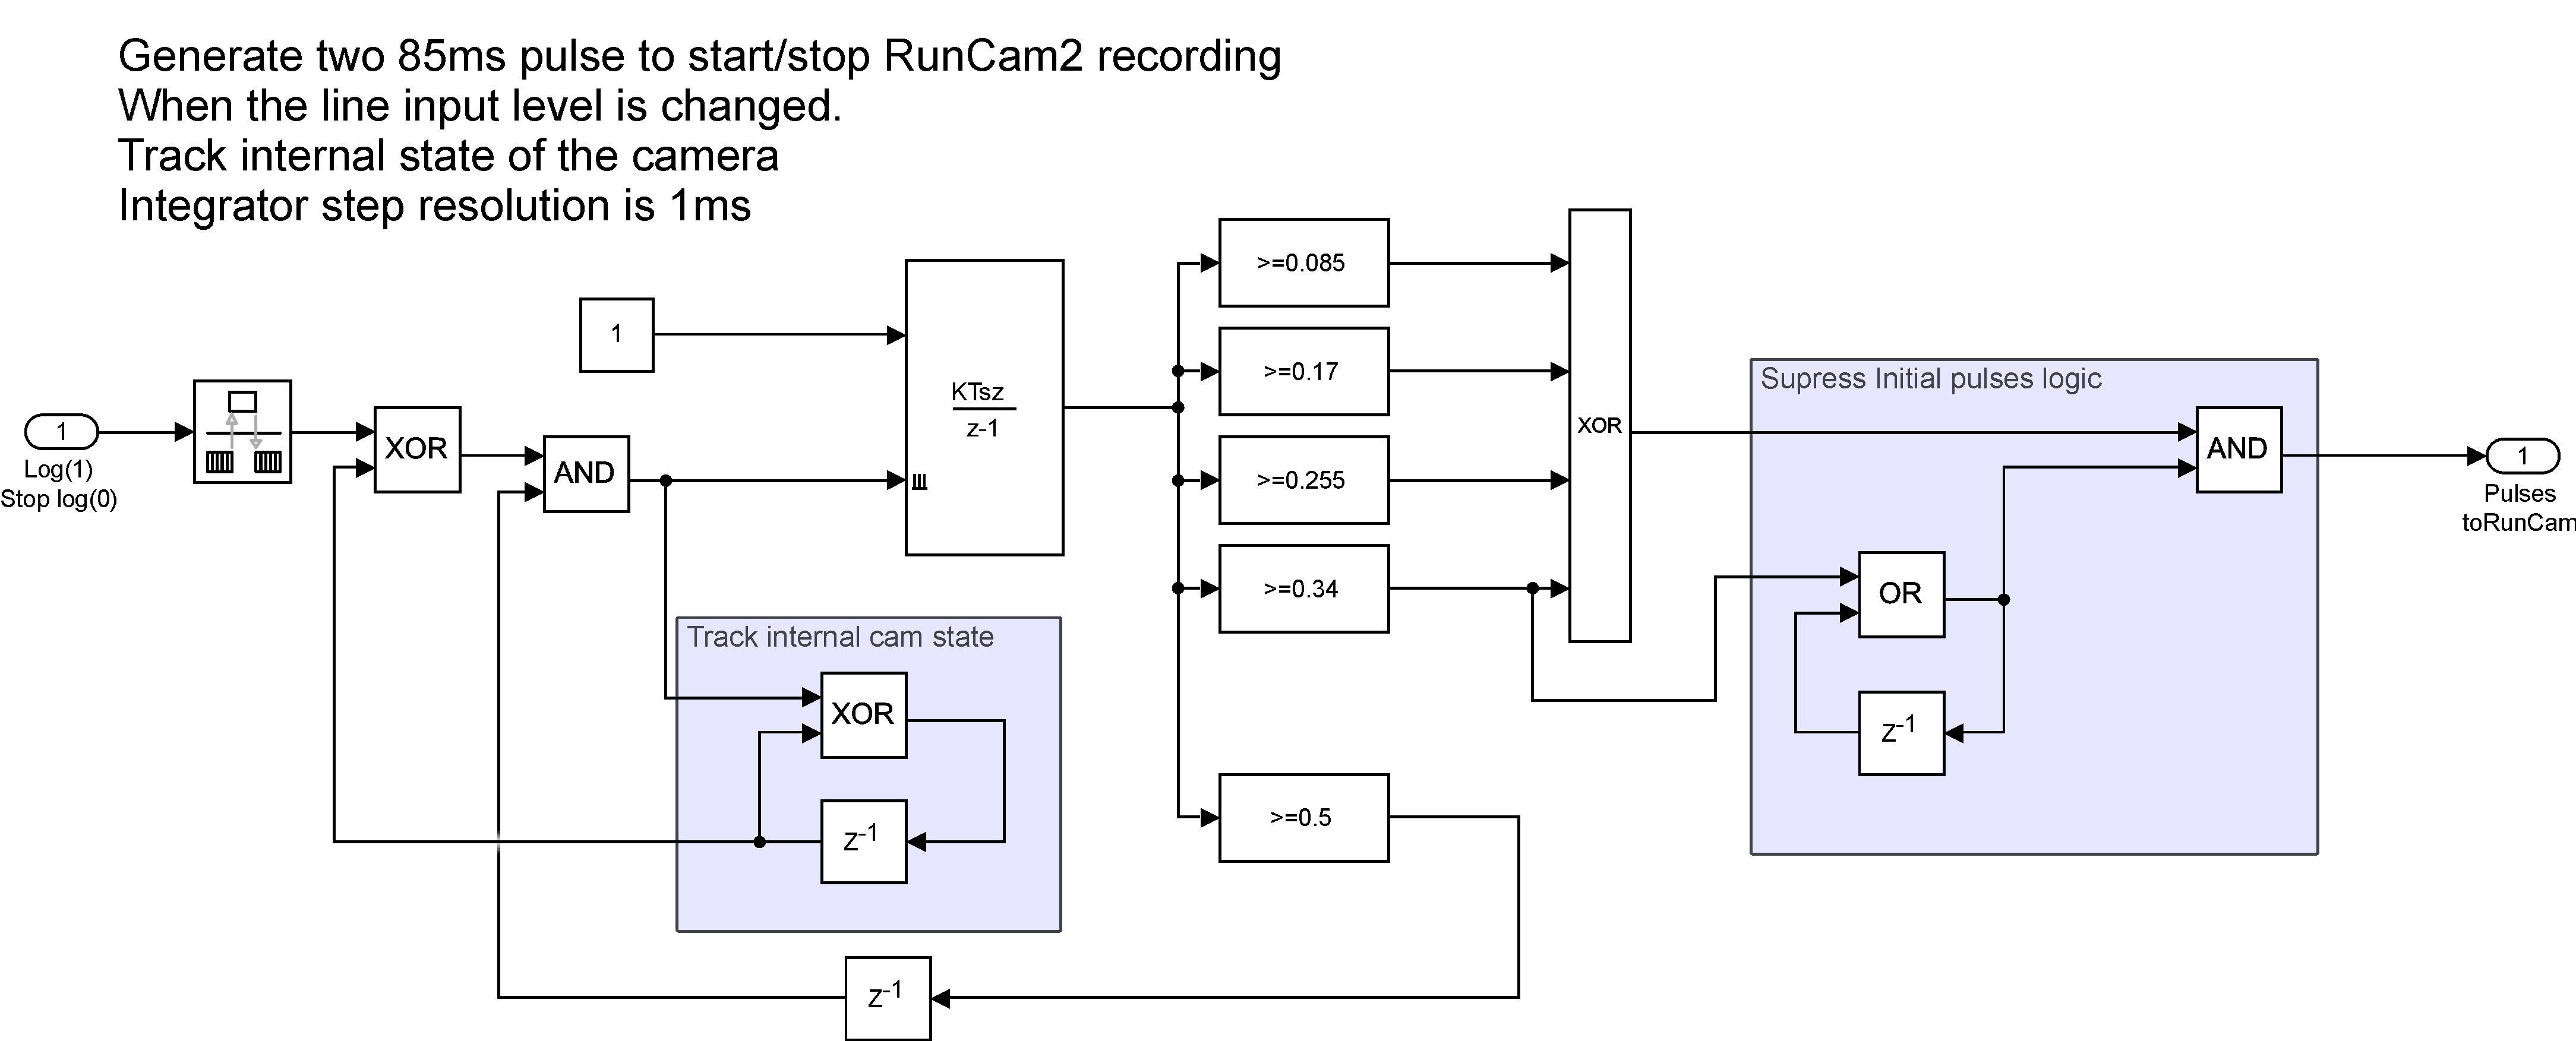 Generate two 85ms pulse to start/stop RunCam2 recording
When the line input level is changed.
Track internal state of the camera
Integrator step resolution is 1ms
1
Log(1)
Stop log(0)
XOR
AND
1
KTsz
z-1
>=0.085
>=0.17
>=0.255
>=0.34
>=0.5
XOR
Supress Initial pulses logic
AND
OR
z-1
1
Pulses
toRunCam
Track internal cam state
XOR
z-1
z-1